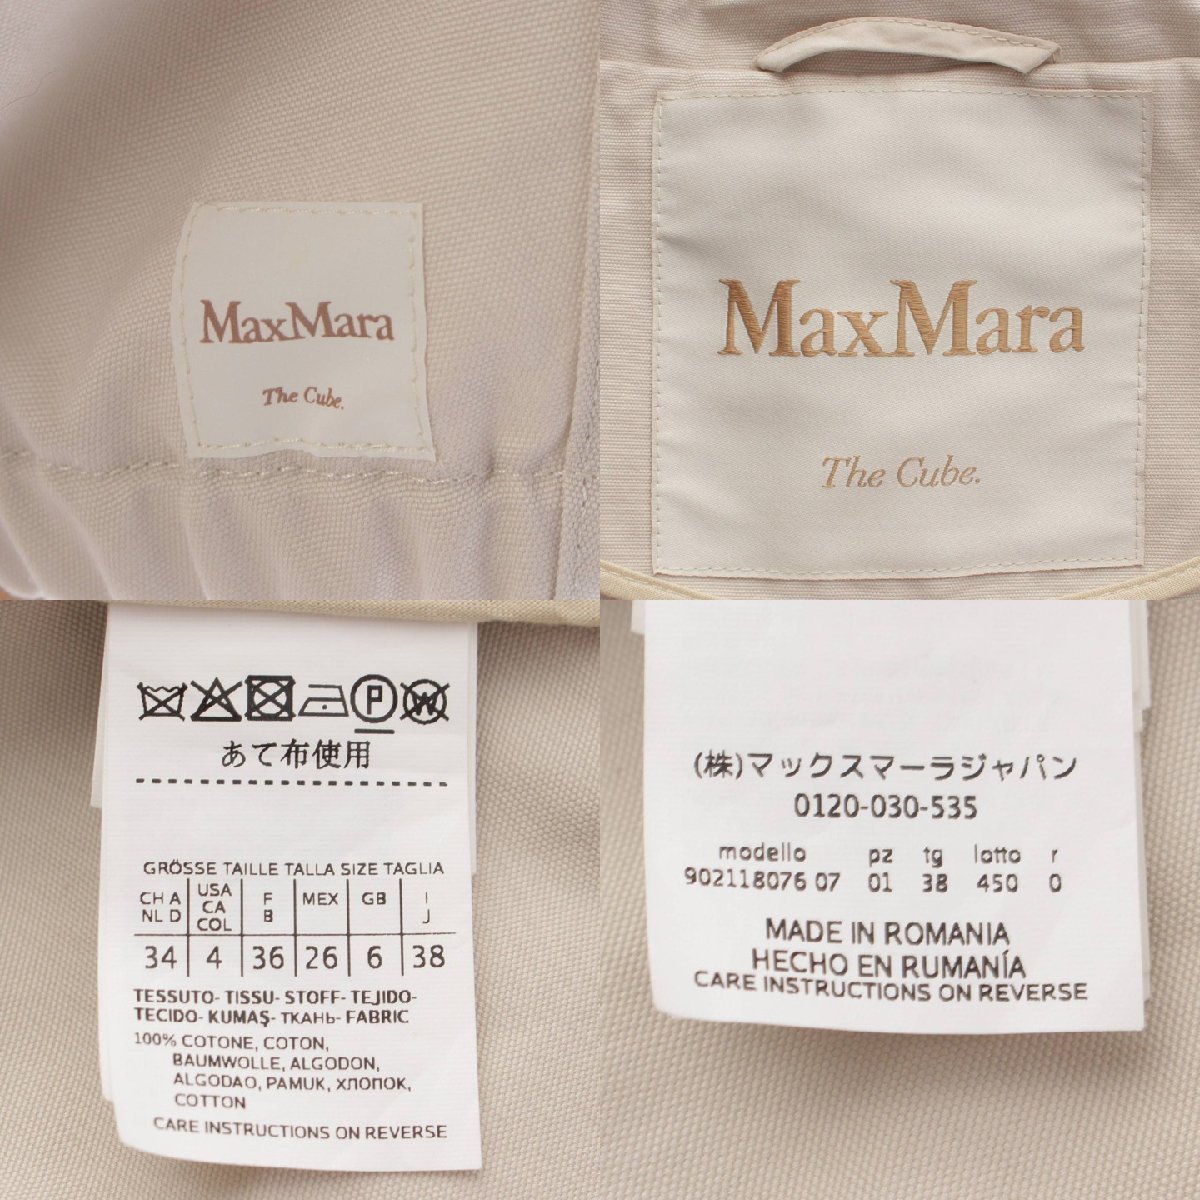 MaxMara
The Cube.
MaxMara
The Cube.
P
W
あて布使用
GRÖSSE TAILLE TALLA SIZE TAGLIA
CH A NL D
USA CA COL
F B
MEX
GB
I J
34 4 36 26 6 38
TESSUTO- TISSU- STOFF- TEJIDO-
TECIDO- KUMAŞ- ТКАНЬ- FABRIC
100% COTONE, COTON,
BAUMWOLLE, ALGODON,
ALGODAO, PAMUK, ХЛОПОК,
COTTON
CARE INSTRUCTIONS ON REVERSE
(株)マックスマーラジャパン
0120-030-535
modello pz tg lotto r
902118076 07 01 38 450 0
MADE IN ROMANIA
HECHO EN RUMANÍA
CARE INSTRUCTIONS ON REVERSE